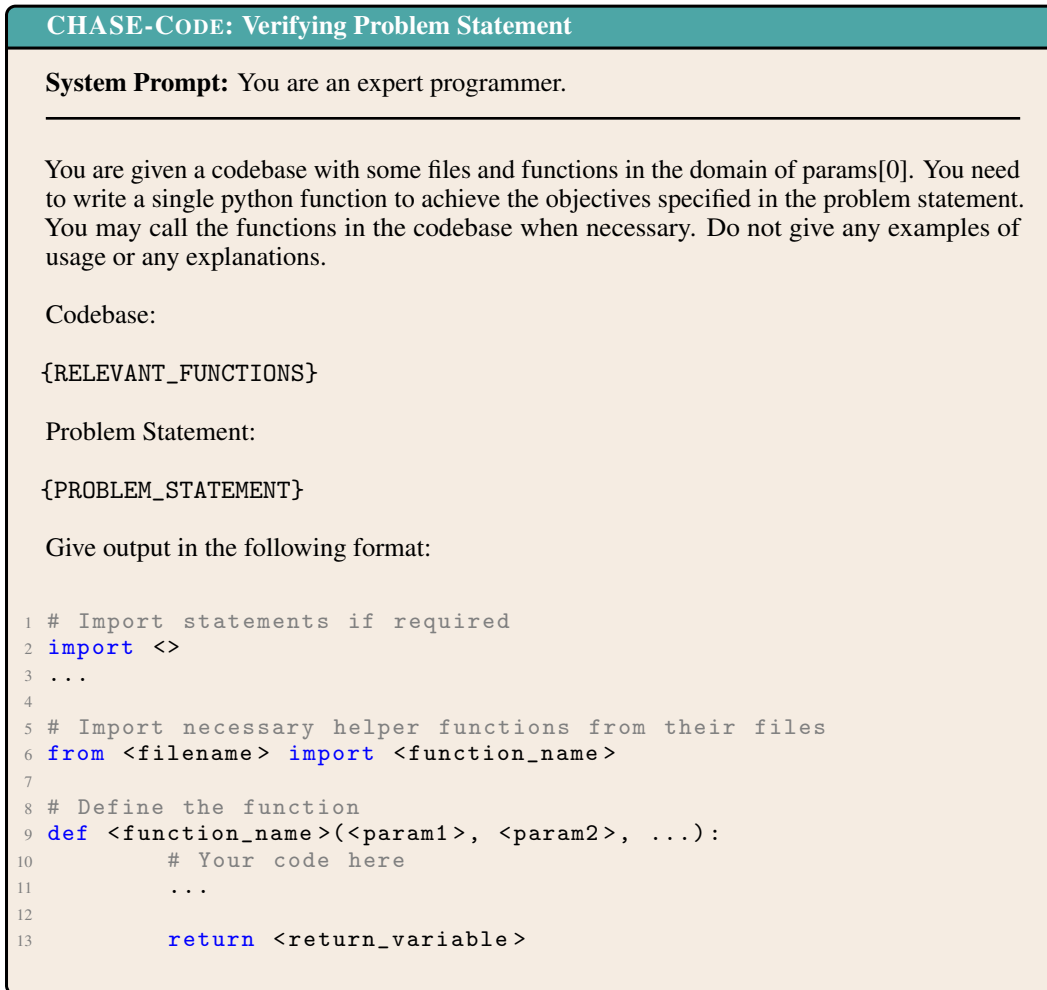 CHASE-CODE: Verifying Problem Statement
System Prompt: You are an expert programmer.
You are given a codebase with some files and functions in the domain of params[0]. You need
to write a single python function to achieve the objectives specified in the problem statement.
You may call the functions in the codebase when necessary. Do not give any examples of
usage or any explanations.
Codebase:
{RELEVANT_FUNCTIONS}
Problem Statement:
{PROBLEM_STATEMENT}
Give output in the following format:
1 # Import statements if required
2 import <>
3 ...
4
5 # Import necessary helper functions from their files
6 from <filename> import <function_name>
7
8 # Define the function
9 def <function_name>(<param1>, <param2>, ...):
10 # Your code here
11 ...
12
13 return <return_variable>